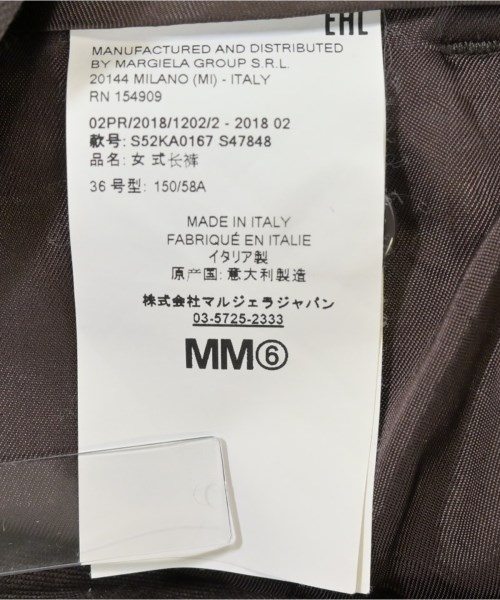 EAC
MANUFACTURED AND DISTRIBUTED
BY MARGIELA GROUP S.R.L.
20144 MILANO (MI) - ITALY
RN 154909
02PR/2018/1202/2 - 2018 02
款号: S52KA0167 S47848
品名: 女 式 长裤
36 号型: 150/58A
MADE IN ITALY
FABRIQUÉ EN ITALIE
イタリア製
原产国: 意大利製造
株式会社マルジェラジャパン
03-5725-2333
MM⑥